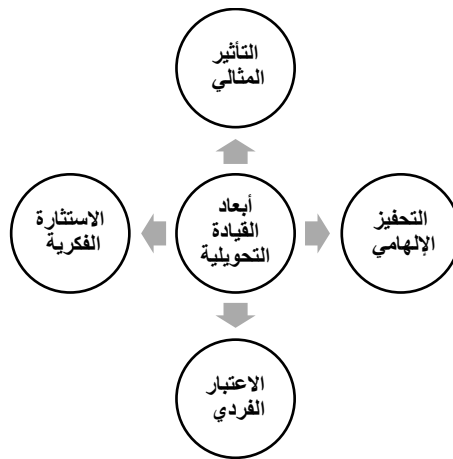 التأثير
المثالي
أبعاد
القيادة
التحويلية
التحفيز
الإلهامي
الاستثارة
الفكرية
الاعتبار
الفردي